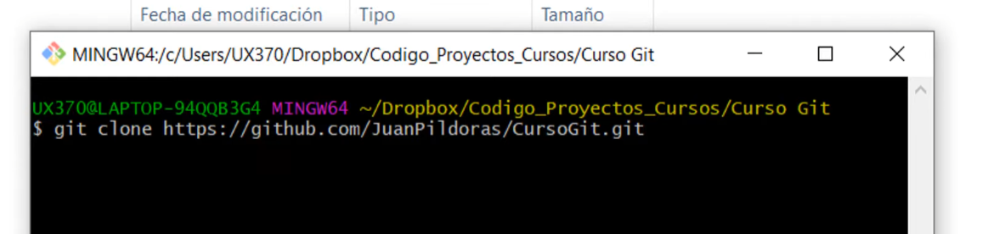 Fecha de modificación Tipo Tamaño
MINGW64:/c/Users/UX370/Dropbox/Codigo_Proyectos_Cursos/Curso Git
UX370@LAPTOP-94QQB3G4 MINGW64 ~/Dropbox/Codigo_Proyectos_Cursos/Curso Git
$ git clone https://github.com/JuanPildoras/CursoGit.git